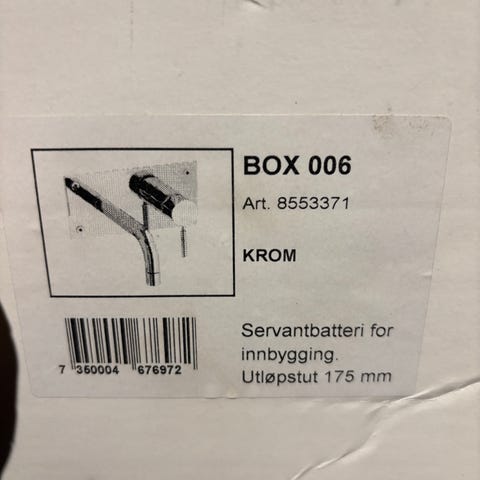 BOX 006
Art. 8553371
KROM
Servantbatteri for
innbygging.
Utløpstut 175 mm
7 350004 676972